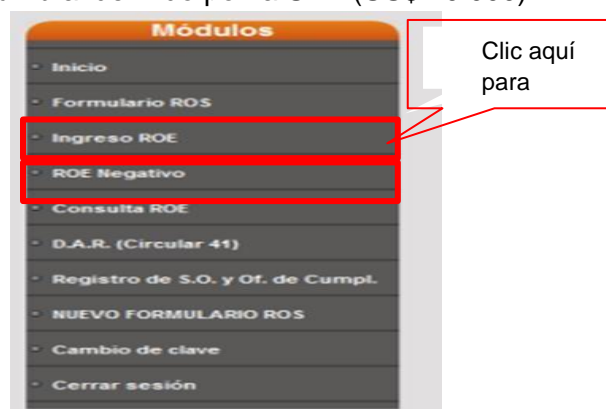 Módulos
Inicio
Formulario ROS
Ingreso ROE
ROE Negativo
Consulta ROE
D.A.R. (Circular 41)
Registro de S.O. y Of. de Cumpl.
NUEVO FORMULARIO ROS
Cambio de clave
Cerrar sesión
Clic aquí
para